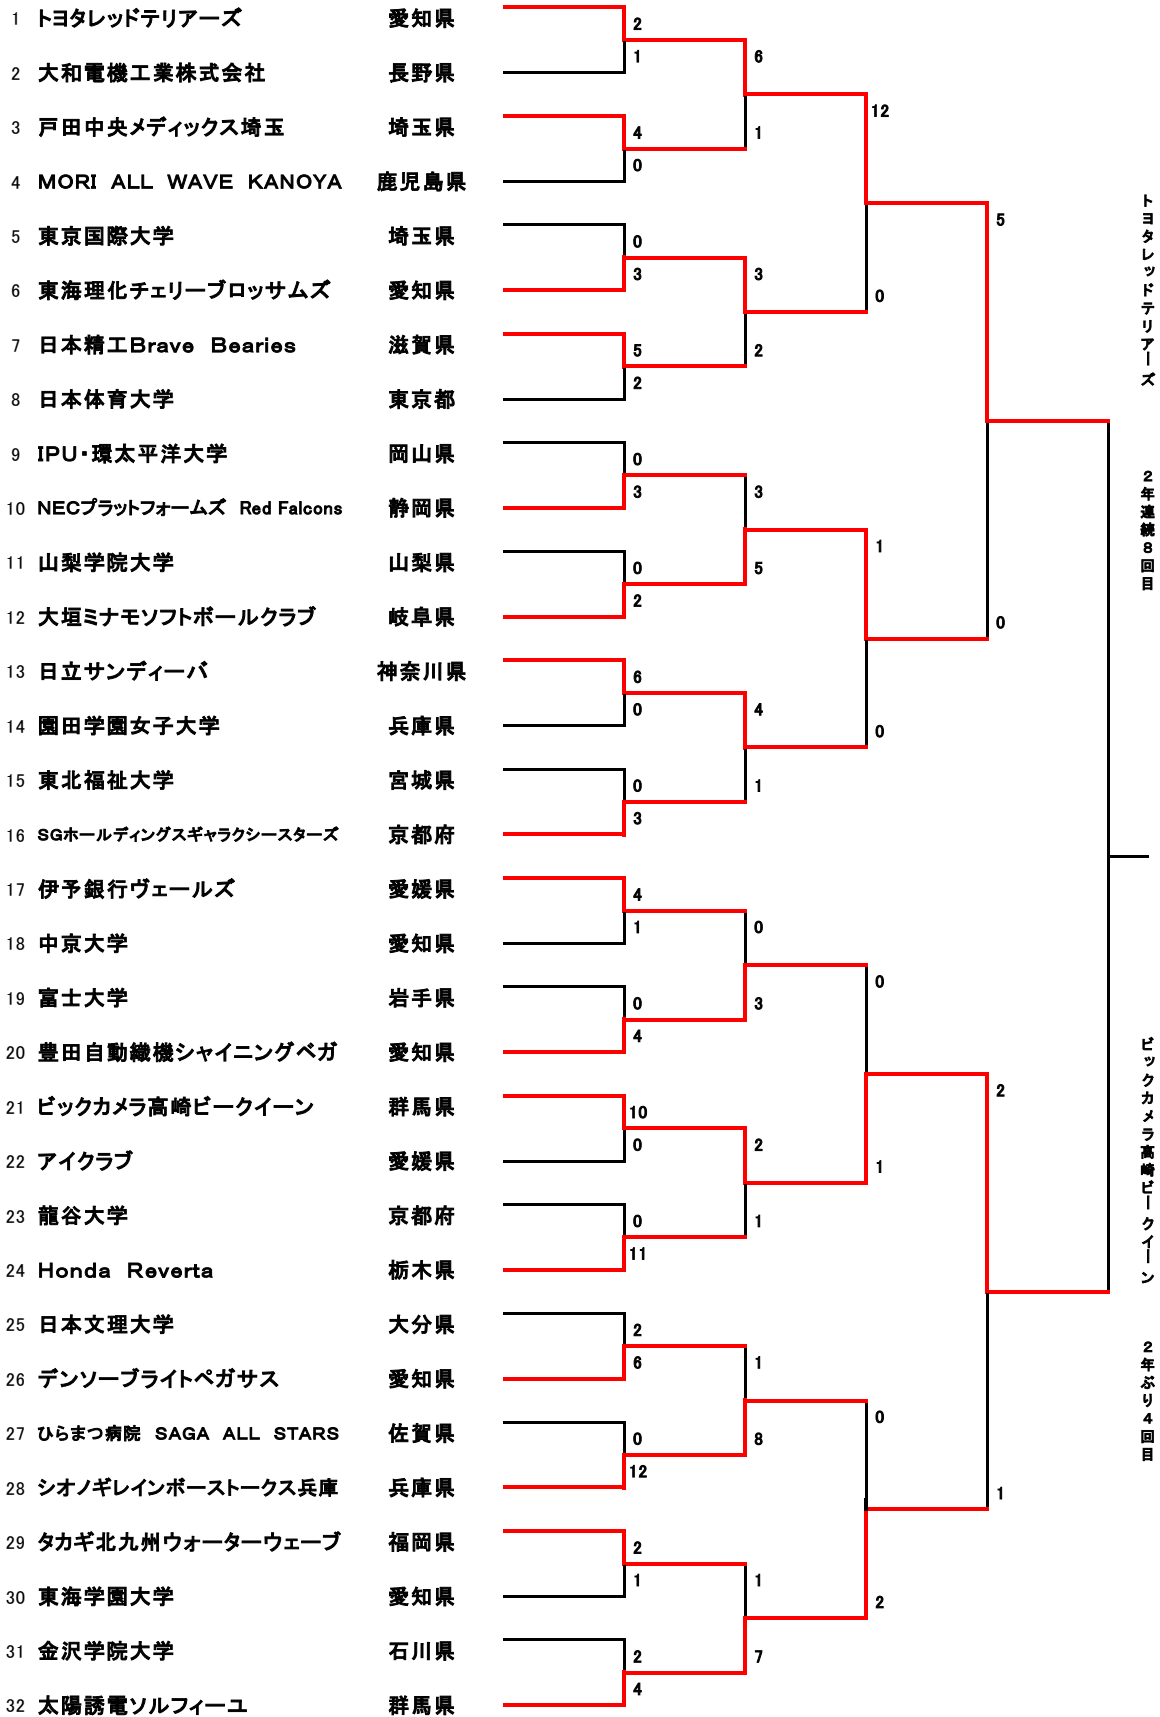 1 トヨタレッドテリアーズ 愛知県
2 大和電機工業株式会社 長野県
3 戸田中央メディックス埼玉 埼玉県
4 MORI ALL WAVE KANOYA 鹿児島県
5 東京国際大学 埼玉県
6 東海理化チェリーブロッサムズ 愛知県
7 日本精工Brave Bearies 滋賀県
8 日本体育大学 東京都
9 IPU・環太平洋大学 岡山県
10 NECプラットフォームズ Red Falcons 静岡県
11 山梨学院大学 山梨県
12 大垣ミナモソフトボールクラブ 岐阜県
13 日立サンディーバ 神奈川県
14 園田学園女子大学 兵庫県
15 東北福祉大学 宮城県
16 SGホールディングスギャラクシースターズ 京都府
17 伊予銀行ヴェールズ 愛媛県
18 中京大学 愛知県
19 富士大学 岩手県
20 豊田自動織機シャイニングベガ 愛知県
21 ビックカメラ高崎ビークイーン 群馬県
22 アイクラブ 愛媛県
23 龍谷大学 京都府
24 Honda Reverta 栃木県
25 日本文理大学 大分県
26 デンソーブライトペガサス 愛知県
27 ひらまつ病院 SAGA ALL STARS 佐賀県
28 シオノギレインボーストークス兵庫 兵庫県
29 タカギ北九州ウォーターウェーブ 福岡県
30 東海学園大学 愛知県
31 金沢学院大学 石川県
32 太陽誘電ソルフィーユ 群馬県
2
1
4
0
0
3
5
2
0
3
0
2
6
0
0
3
4
1
0
4
10
0
0
11
2
6
0
12
2
1
2
4
6
1
3
2
3
5
4
1
0
3
2
1
1
8
1
7
12
0
1
0
0
1
0
2
5
0
2
1
トヨタレッドテリアーズ
2年連続8回目
ビックカメラ高崎ビークイーン
2年ぶり4回目